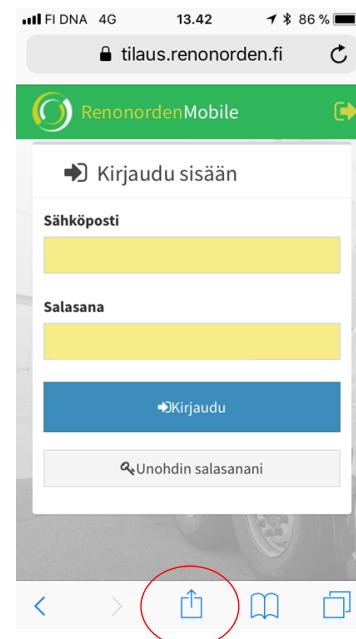 FI DNA 4G 13.42 86 %
tilaus.renonorden.fi
RenonordenMobile
Kirjaudu sisään
Sähköposti
Salasana
Kirjaudu
Unohdin salasanani